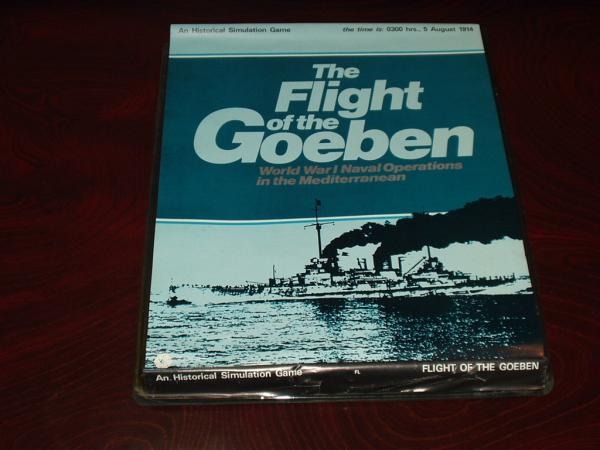 An Historical Simulation Game
the time is: 0300 hrs., 5 August 1914
The
Flight
of the
Goeben
World War I Naval Operations
in the Mediterranean
An Historical Simulation Game
FL
FLIGHT OF THE GOEBEN